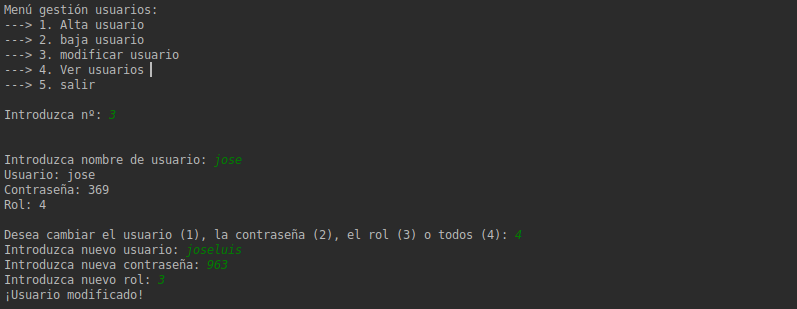 Menú gestión usuarios:
---> 1. Alta usuario
---> 2. baja usuario
---> 3. modificar usuario
---> 4. Ver usuarios
---> 5. salir
Introduzca nº: 3
Introduzca nombre de usuario: jose
Usuario: jose
Contraseña: 369
Rol: 4
Desea cambiar el usuario (1), la contraseña (2), el rol (3) o todos (4): 4
Introduzca nuevo usuario: joseluis
Introduzca nueva contraseña: 963
Introduzca nuevo rol: 3
¡Usuario modificado!